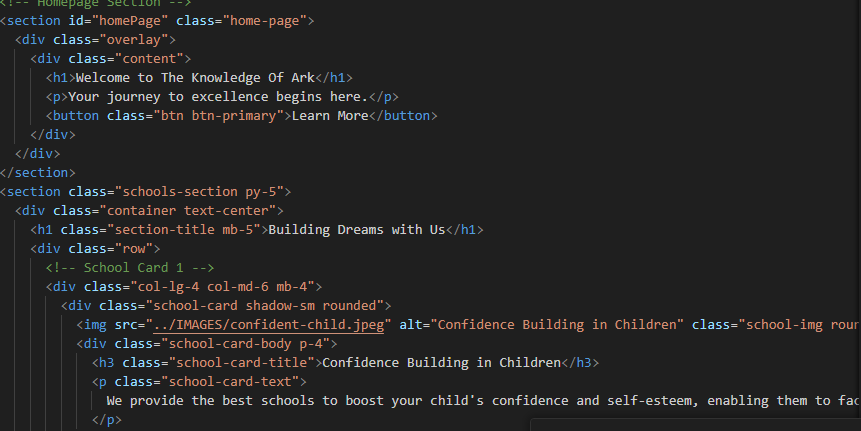 <!-- Homepage Section -->
<section id="homePage" class="home-page">
<div class="overlay">
<div class="content">
<h1>Welcome to The Knowledge Of Ark</h1>
<p>Your journey to excellence begins here.</p>
<button class="btn btn-primary">Learn More</button>
</div>
</div>
</section>
<section class="schools-section py-5">
<div class="container text-center">
<h1 class="section-title mb-5">Building Dreams with Us</h1>
<div class="row">
<!-- School Card 1 -->
<div class="col-lg-4 col-md-6 mb-4">
<div class="school-card shadow-sm rounded">
<img src="../IMAGES/confident-child.jpeg" alt="Confidence Building in Children" class="school-img
<div class="school-card-body p-4">
<h3 class="school-card-title">Confidence Building in Children</h3>
<p class="school-card-text">
We provide the best schools to boost your child's confidence and self-esteem, enabling them to
</p>